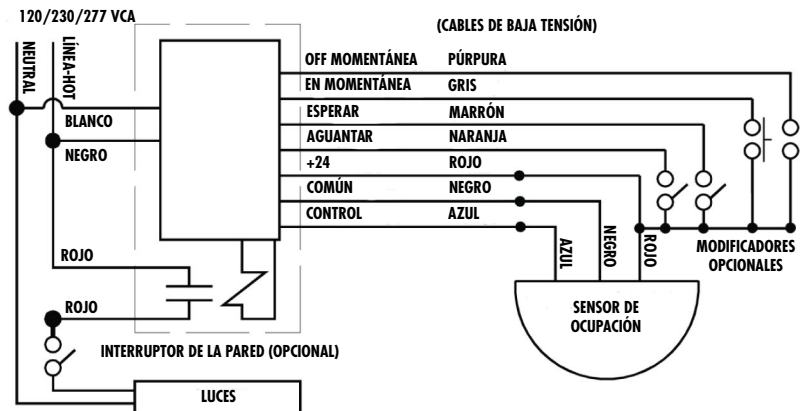 120/230/277 VCA
(CABLES DE BAJA TENSIÓN)
NEUTRAL
LÍNEA-HOT
OFF MOMENTÁNEA PÚRPURA
EN MOMENTÁNEA GRIS
BLANCO
ESPERAR MARRÓN
AGUANTAR NARANJA
NEGRO
+24 ROJO
COMÚN NEGRO
CONTROL AZUL
ROJO
AZUL
NEGRO
ROJO
MODIFICADORES
OPCIONALES
ROJO
SENSOR DE
OCUPACIÓN
INTERRUPTOR DE LA PARED (OPCIONAL)
LUCES